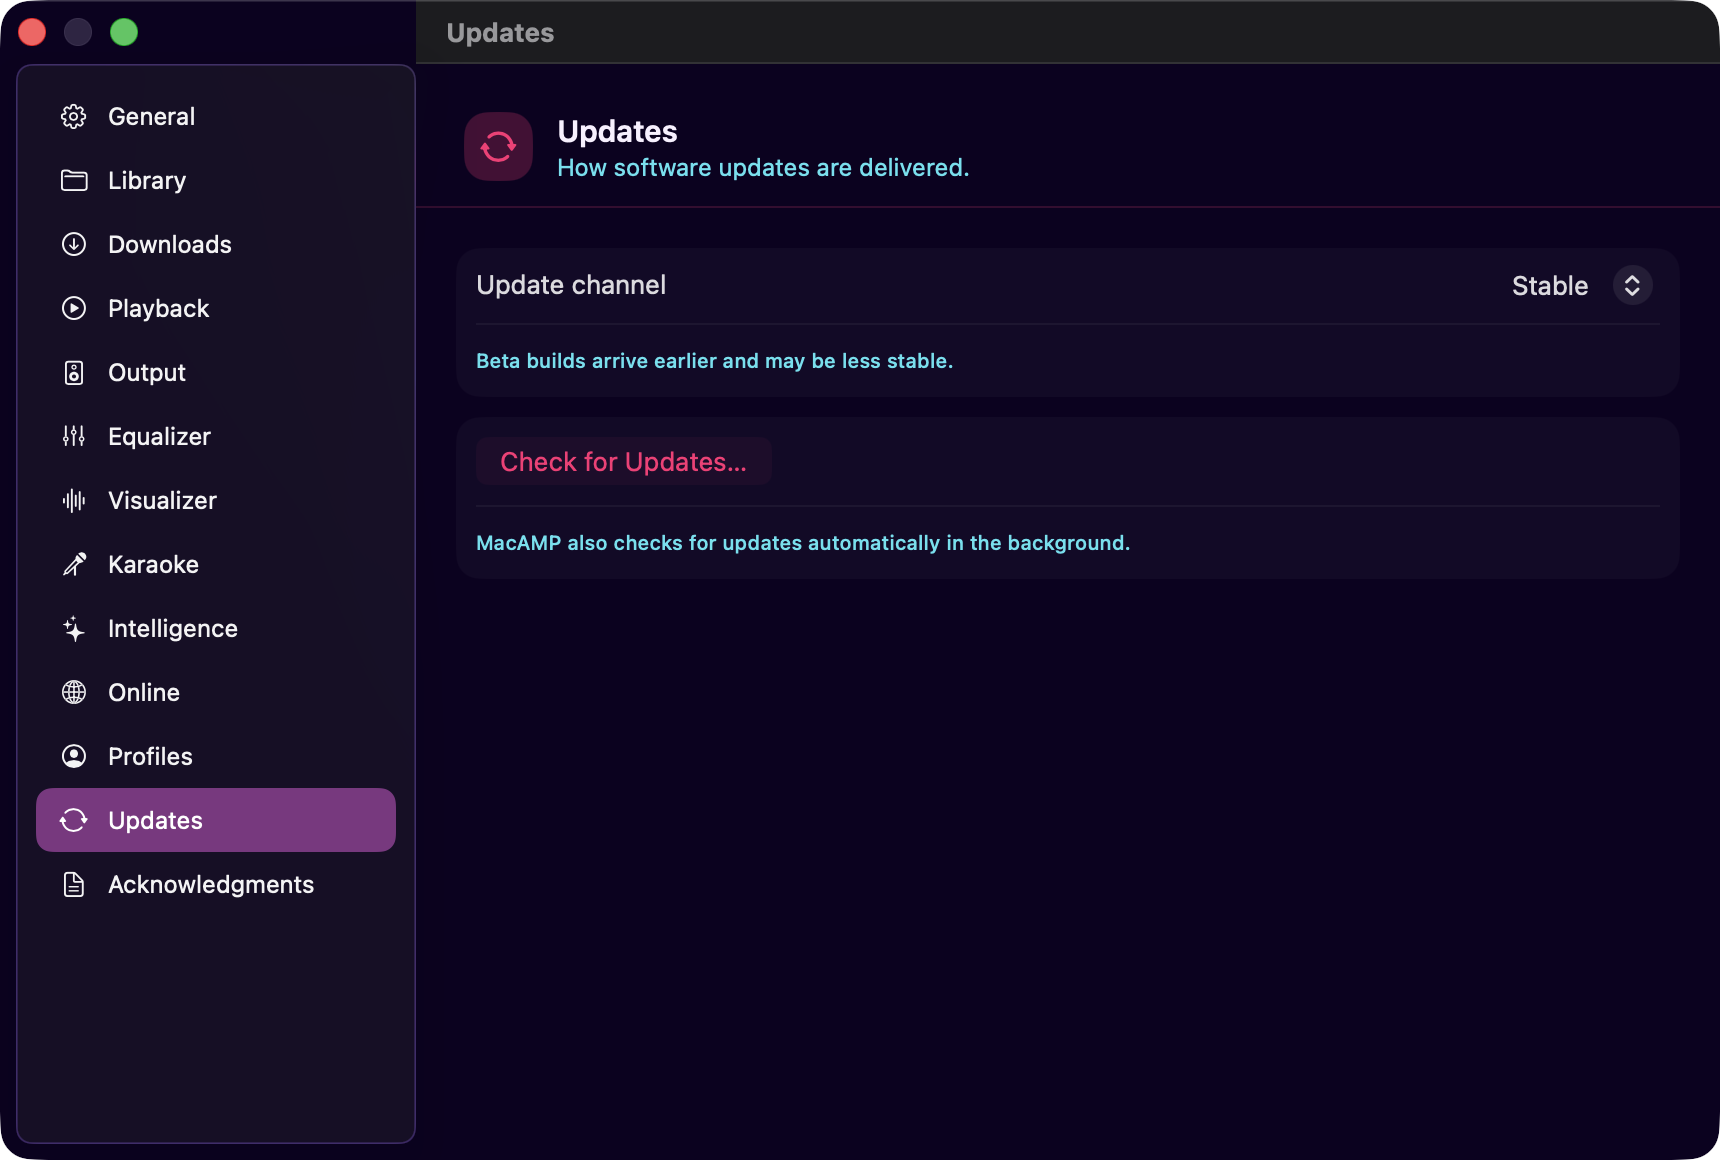 Updates
General
Library
Downloads
Playback
Output
Equalizer
Visualizer
Karaoke
Intelligence
Online
Profiles
Updates
Acknowledgments
Updates
How software updates are delivered.
Update channel
Stable
Beta builds arrive earlier and may be less stable.
Check for Updates...
MacAMP also checks for updates automatically in the background.